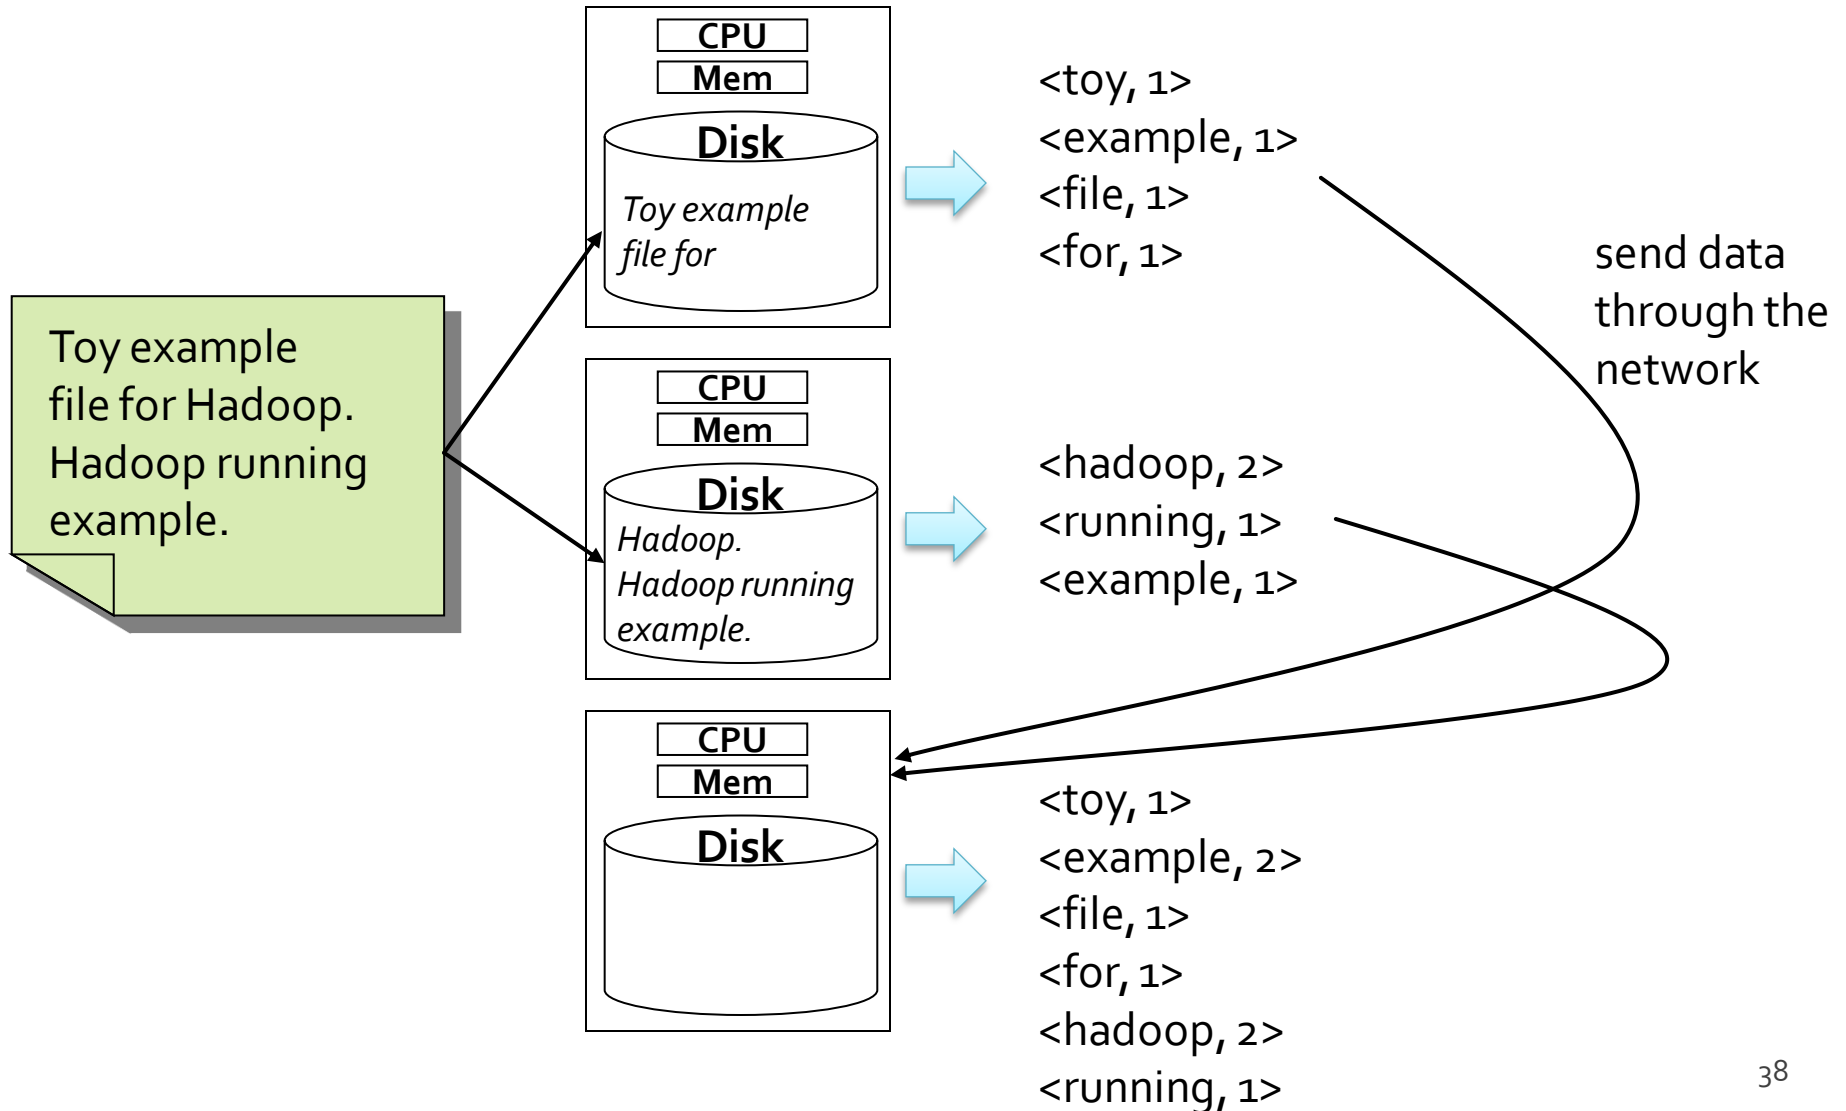 Toy example
file for Hadoop.
Hadoop running
example.
CPU
Mem
Disk
Toy example
file for
<toy, 1>
<example, 1>
<file, 1>
<for, 1>
send data
through the
network
CPU
Mem
Disk
Hadoop.
Hadoop running
example.
<hadoop, 2>
<running, 1>
<example, 1>
CPU
Mem
Disk
<toy, 1>
<example, 2>
<file, 1>
<for, 1>
<hadoop, 2>
<running, 1>
38